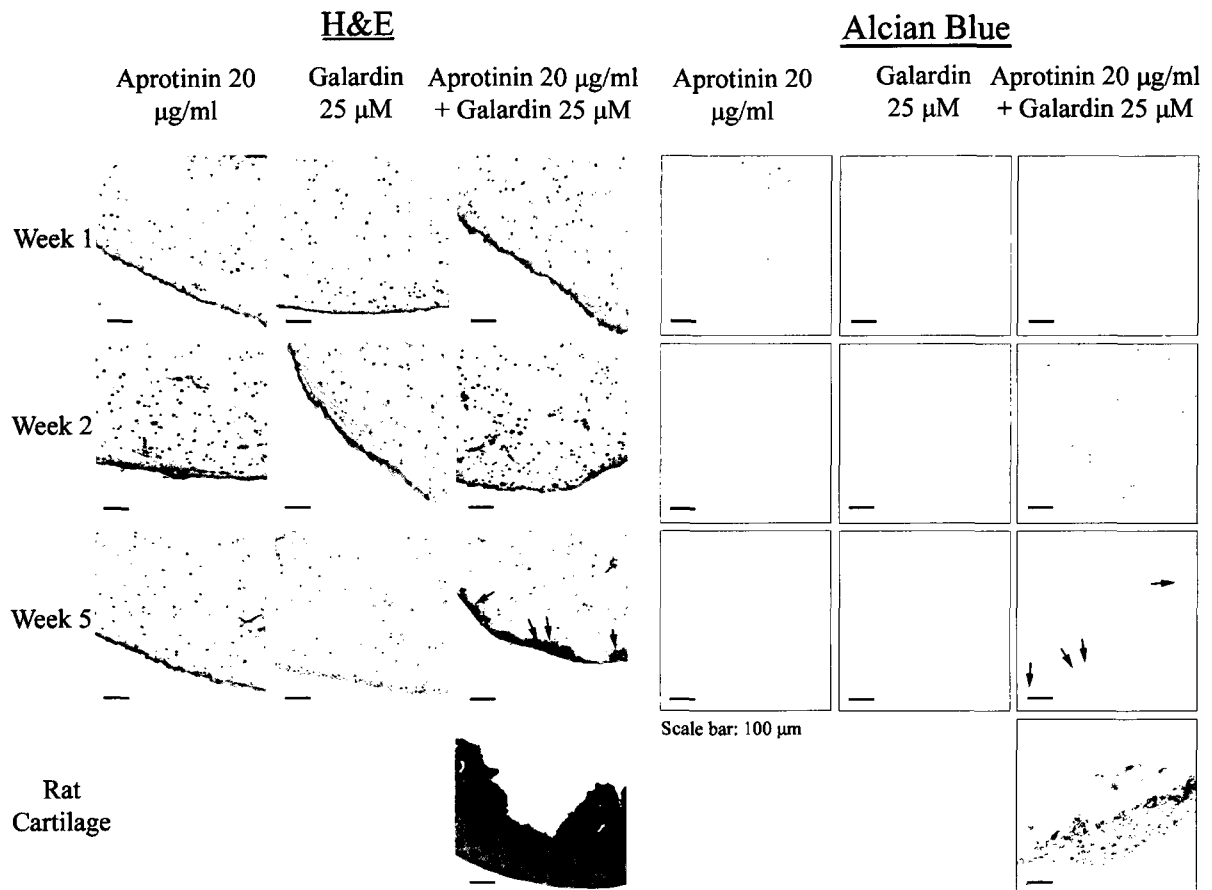 H&E
Alcian Blue
Aprotinin 20
μg/ml
Galardin
25 μM
Aprotinin 20 μg/ml
+ Galardin 25 μM
Aprotinin 20
μg/ml
Galardin
25 μM
Aprotinin 20 μg/ml
+ Galardin 25 μM
Week 1
Week 2
Week 5
Scale bar: 100 μm
Rat
Cartilage